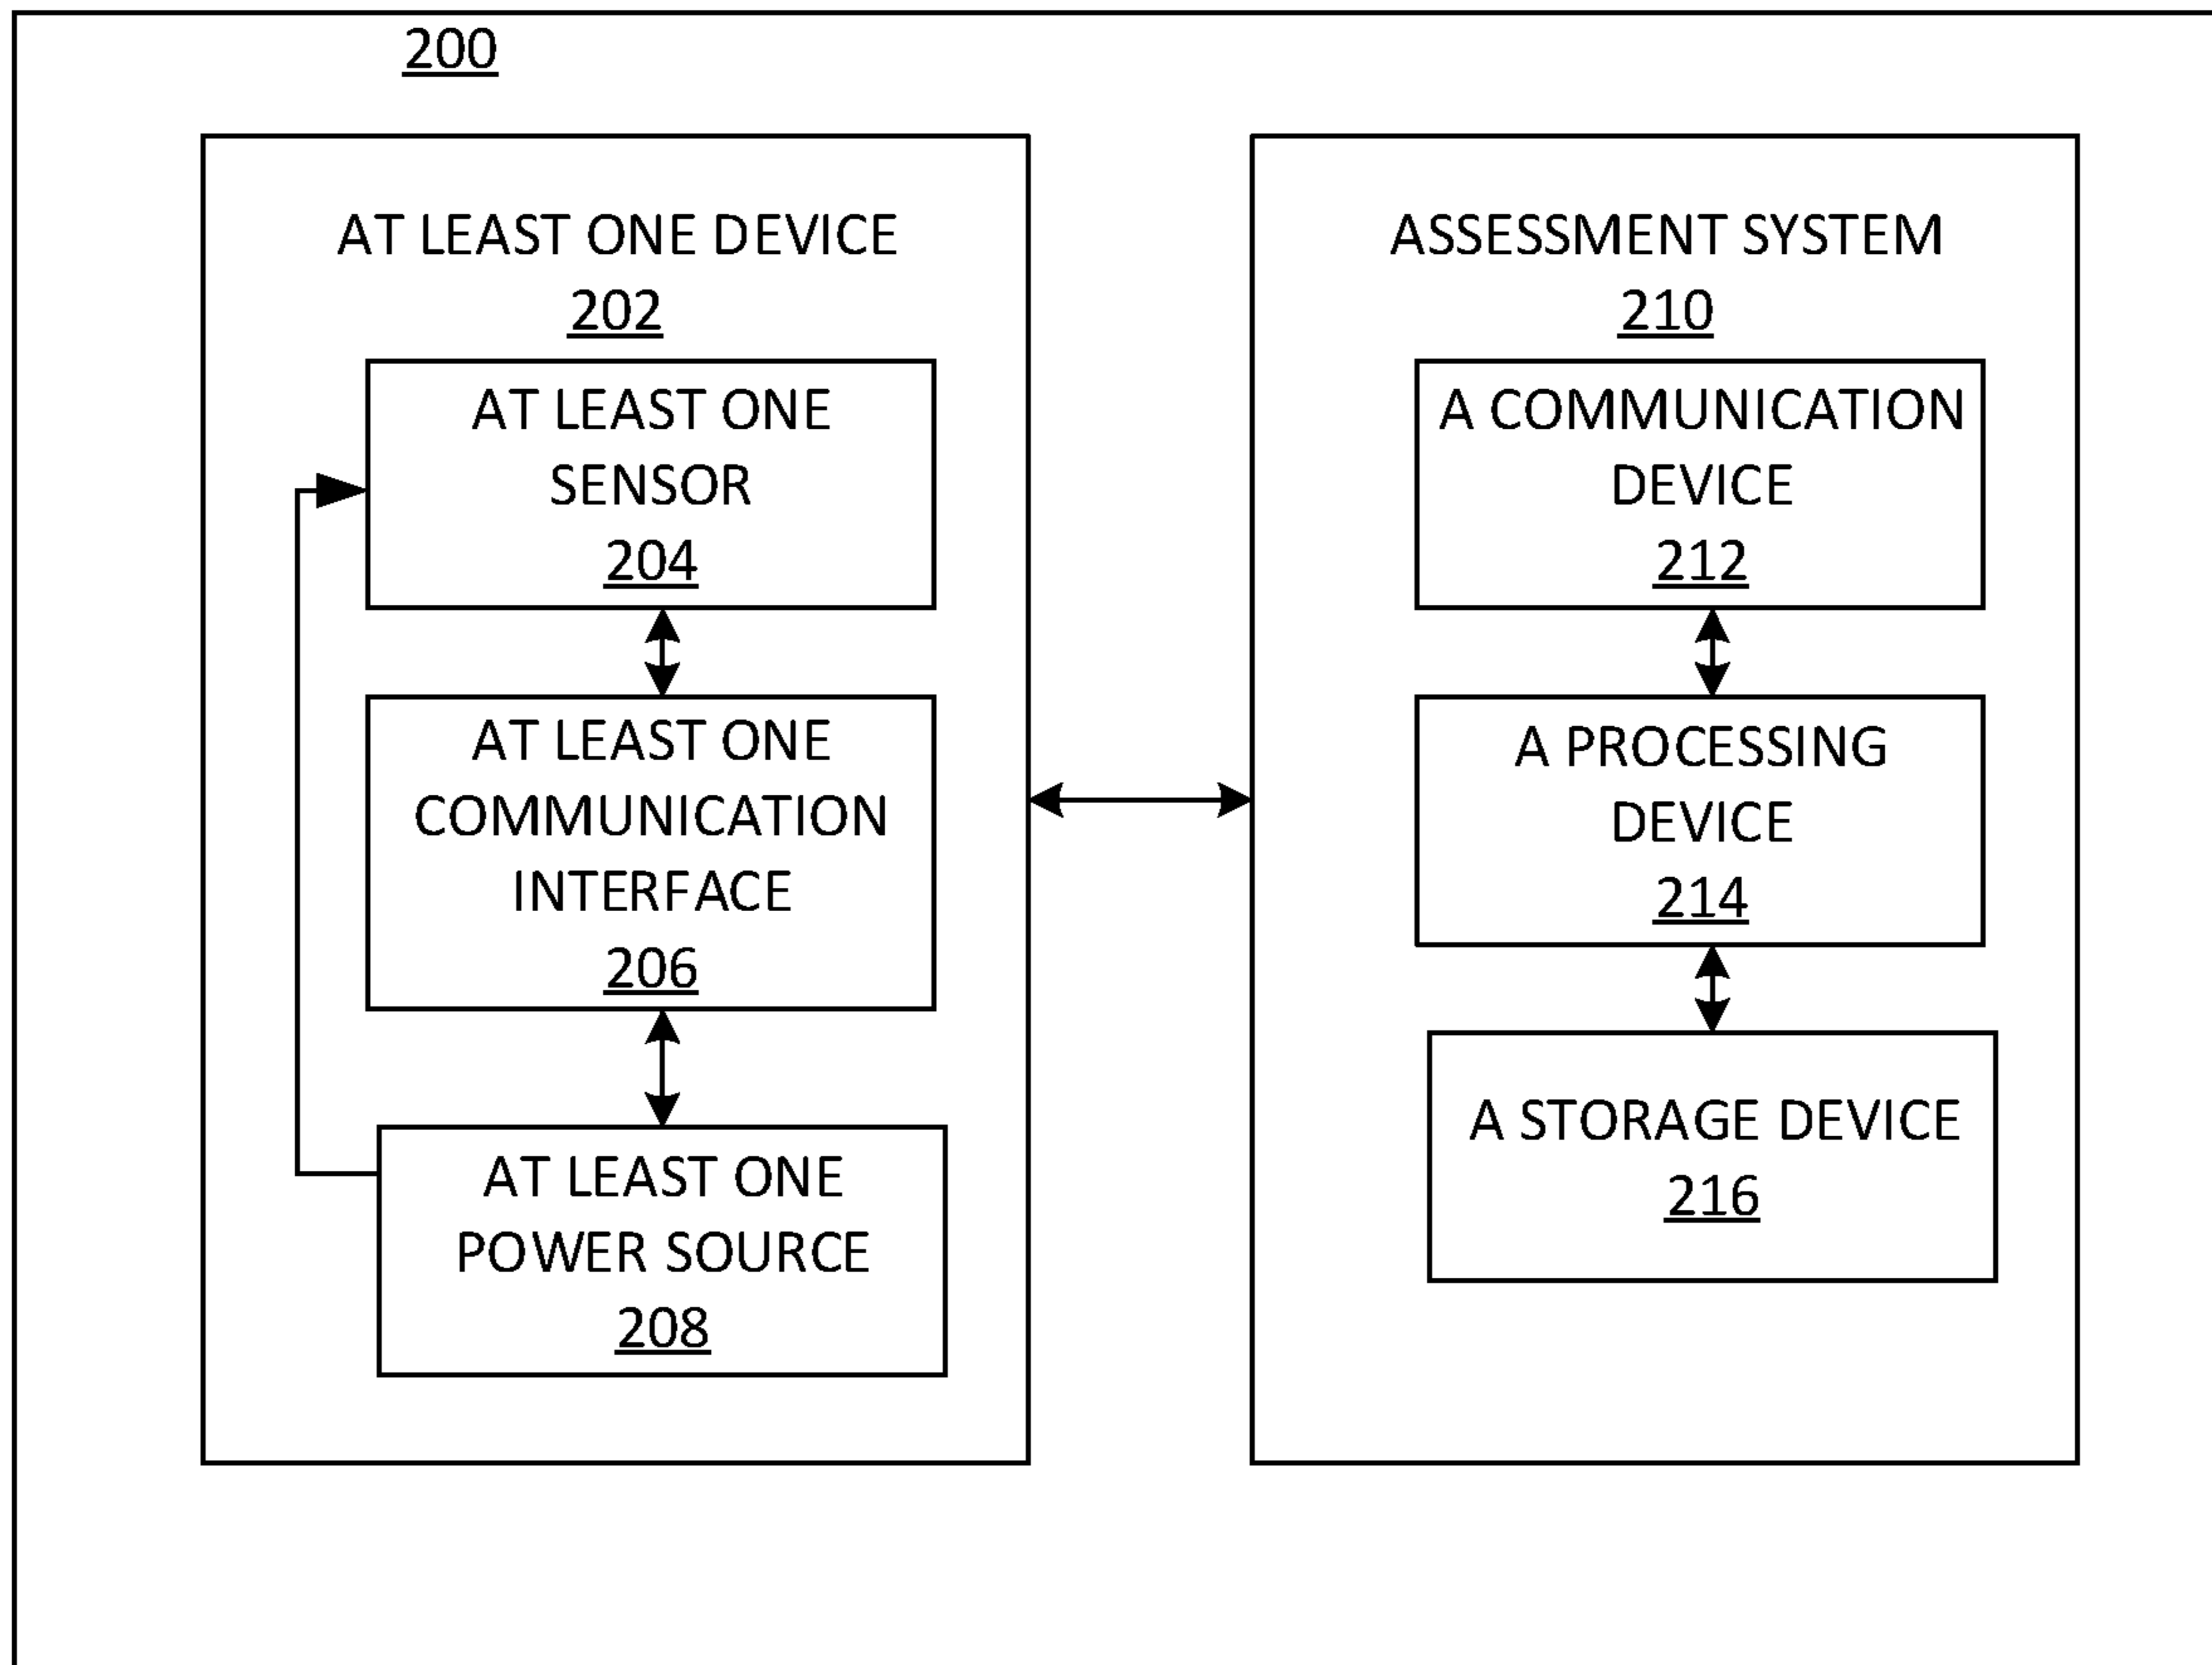 200
AT LEAST ONE DEVICE
202
AT LEAST ONE
SENSOR
204
AT LEAST ONE
COMMUNICATION
INTERFACE
206
AT LEAST ONE
POWER SOURCE
208
ASSESSMENT SYSTEM
210
A COMMUNICATION
DEVICE
212
A PROCESSING
DEVICE
214
A STORAGE DEVICE
216